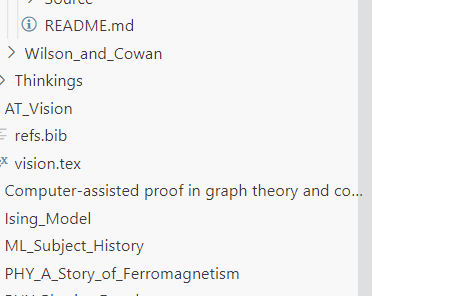 Source
README.md
Wilson_and_Cowan
Thinkings
AT_Vision
refs.bib
vision.tex
Computer-assisted proof in graph theory and co...
Ising_Model
ML_Subject_History
PHY_A_Story_of_Ferromagnetism